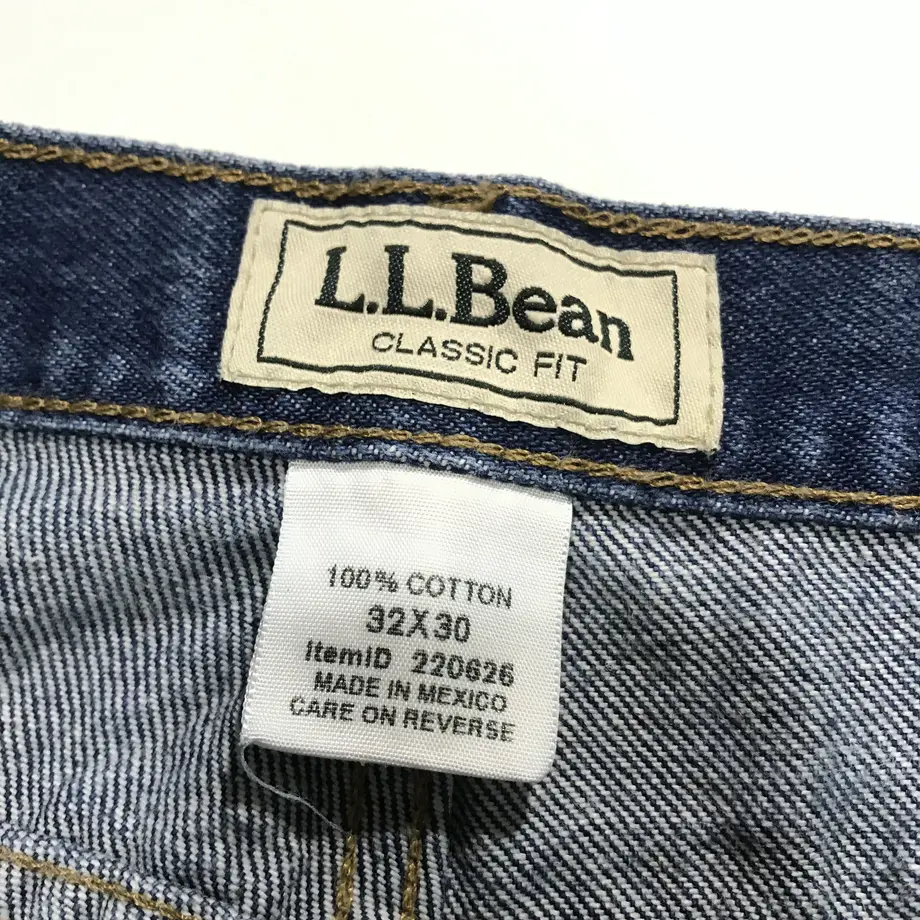 L.L.Bean
CLASSIC FIT
100% COTTON
32X30
ItemID 220626
MADE IN MEXICO
CARE ON REVERSE